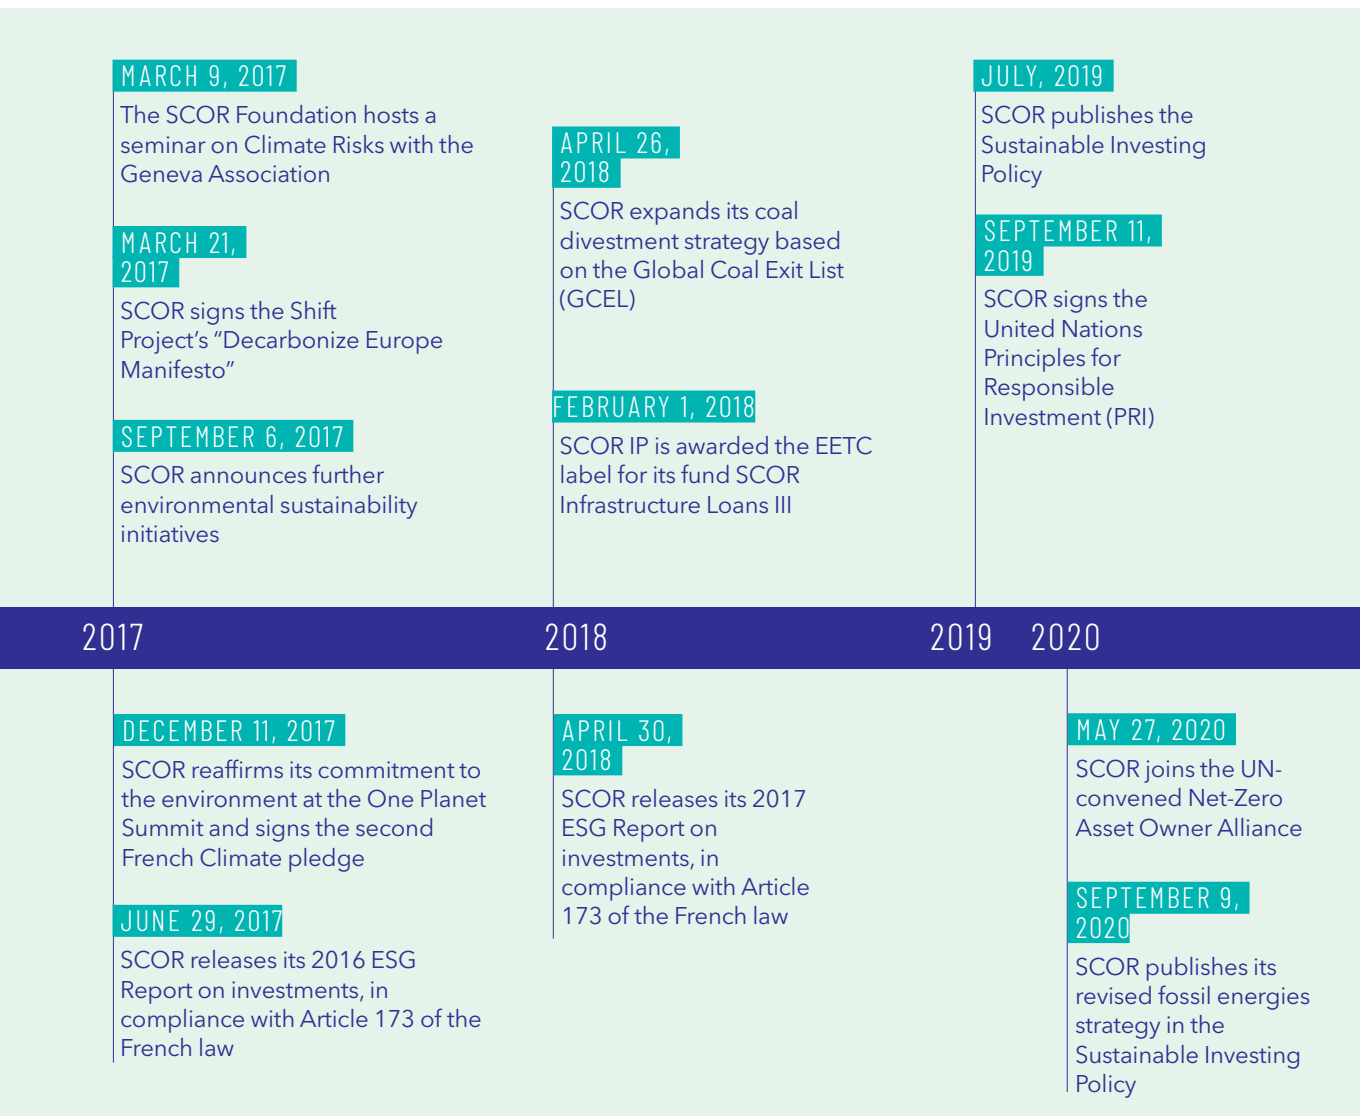 MARCH 9, 2017
The SCOR Foundation hosts a
seminar on Climate Risks with the
Geneva Association
MARCH 21,
2017
SCOR signs the Shift
Project's “Decarbonize Europe
Manifesto”
SEPTEMBER 6, 2017
SCOR announces further
environmental sustainability
initiatives
APRIL 26,
2018
SCOR expands its coal
divestment strategy based
on the Global Coal Exit List
(GCEL)
FEBRUARY 1, 2018
SCOR IP is awarded the EETC
label for its fund SCOR
Infrastructure Loans III
JULY, 2019
SCOR publishes the
Sustainable Investing
Policy
SEPTEMBER 11,
2019
SCOR signs the
United Nations
Principles for
Responsible
Investment (PRI)
2017
2018
2019
2020
DECEMBER 11, 2017
SCOR reaffirms its commitment to
the environment at the One Planet
Summit and signs the second
French Climate pledge
JUNE 29, 2017
SCOR releases its 2016 ESG
Report on investments, in
compliance with Article 173 of the
French law
APRIL 30,
2018
SCOR releases its 2017
ESG Report on
investments, in
compliance with Article
173 of the French law
MAY 27, 2020
SCOR joins the UN-
convened Net-Zero
Asset Owner Alliance
SEPTEMBER 9,
2020
SCOR publishes its
revised fossil energies
strategy in the
Sustainable Investing
Policy